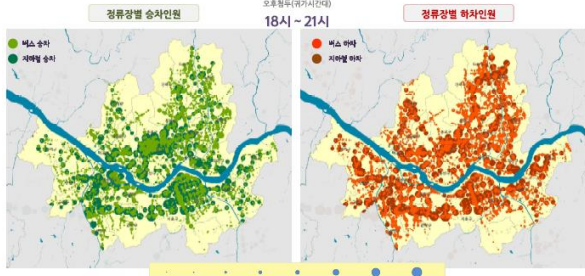 오후첨두(귀가시간대)
정류장별 승차인원
18시 ~ 21시
정류장별 하차인원
버스 승차
지하철 승차
버스 하차
지하철 하차